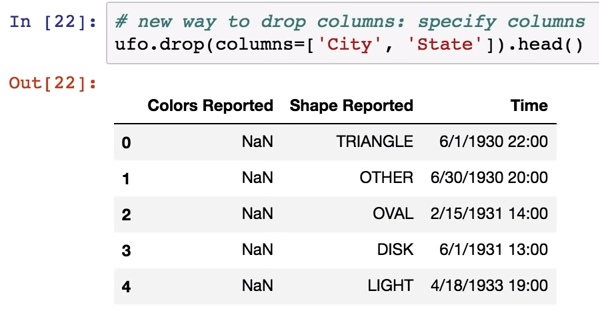 In [22]: # new way to drop columns: specify columns
ufo.drop(columns=['City', 'State']).head()
Out[22]:
Colors Reported Shape Reported Time
0 NaN TRIANGLE 6/1/1930 22:00
1 NaN OTHER 6/30/1930 20:00
2 NaN OVAL 2/15/1931 14:00
3 NaN DISK 6/1/1931 13:00
4 NaN LIGHT 4/18/1933 19:00